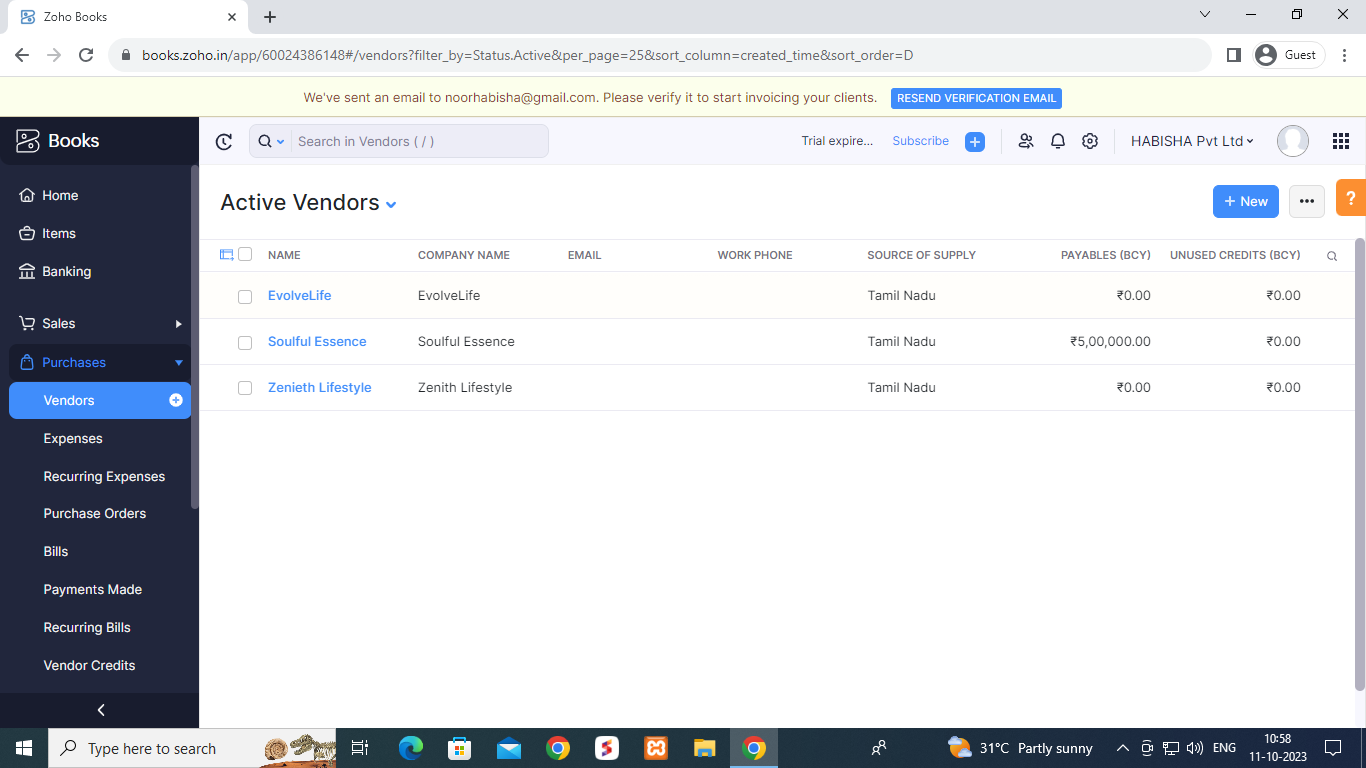 Zoho Books
books.zoho.in/app/60024386148#/vendors?filter_by=Status.Active&per_page=25&sort_column=created_time&sort_order=D
Guest
We've sent an email to noorhabisha@gmail.com. Please verify it to start invoicing your clients. RESEND VERIFICATION EMAIL
Books
Search in Vendors ( / )
Trial expire... Subscribe HABISHA Pvt Ltd
Home
Items
Banking
Sales
Purchases
Vendors
Expenses
Recurring Expenses
Purchase Orders
Bills
Payments Made
Recurring Bills
Vendor Credits
Active Vendors
+ New
?
NAME COMPANY NAME EMAIL WORK PHONE SOURCE OF SUPPLY PAYABLES (BCY) UNUSED CREDITS (BCY)
EvolveLife EvolveLife Tamil Nadu ₹0.00 ₹0.00
Soulful Essence Soulful Essence Tamil Nadu ₹5,00,000.00 ₹0.00
Zenieth Lifestyle Zenith Lifestyle Tamil Nadu ₹0.00 ₹0.00
Type here to search
31°C Partly sunny
ENG
10:58
11-10-2023